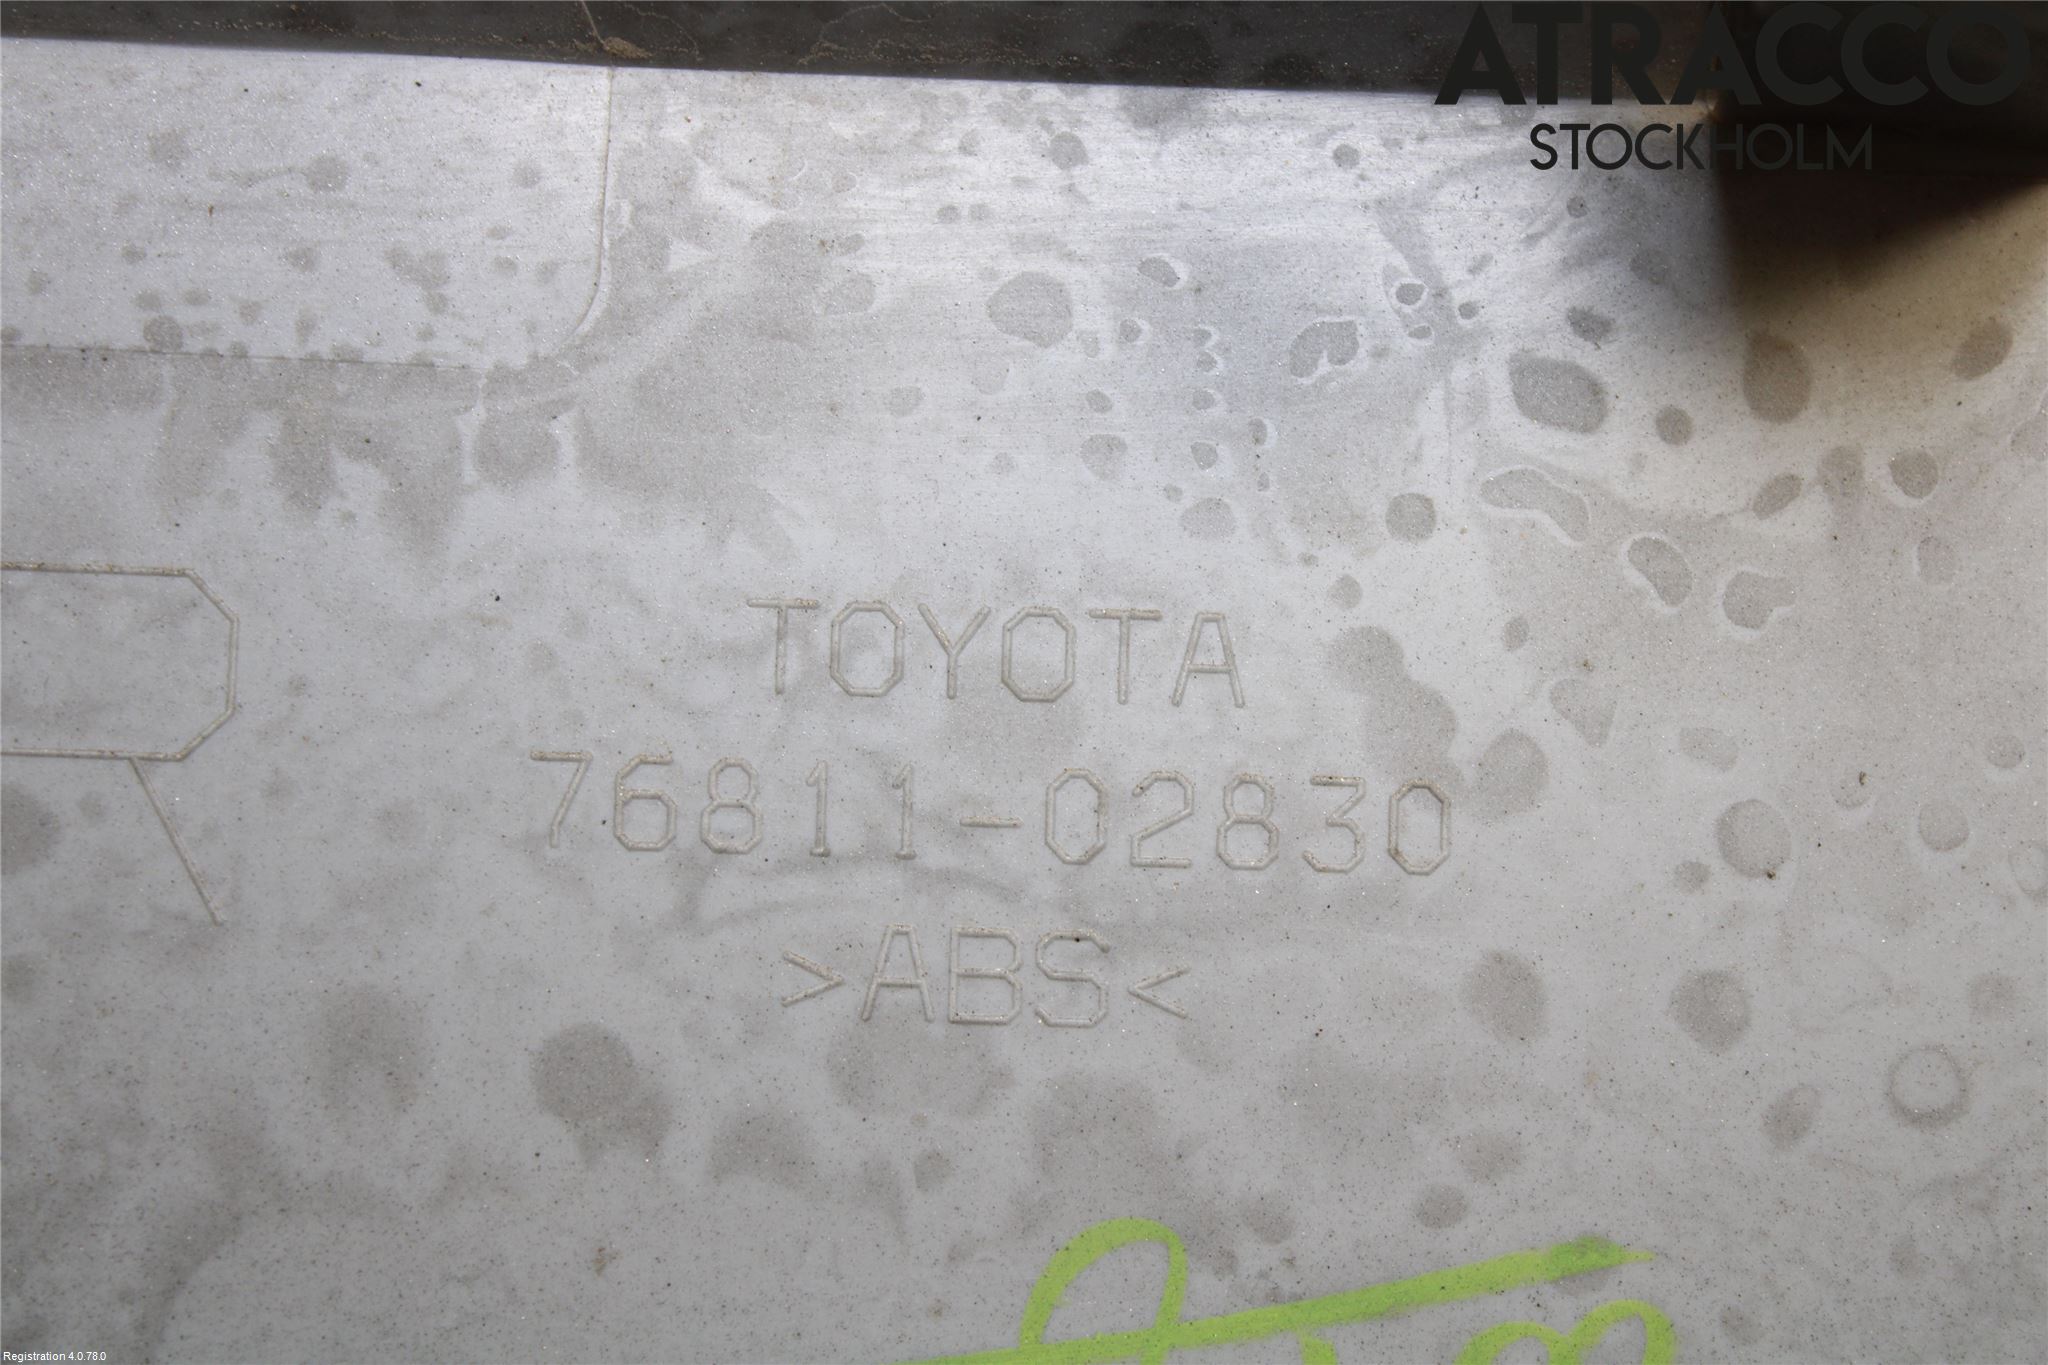 ATRACCO
STOCKHOLM
R
TOYOTA
76811-02830
>ABS<
Registration 4.0.78.0